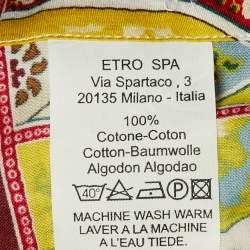 ETRO SPA
Via Spartaco , 3
20135 Milano - Italia
100%
Cotone-Coton
Cotton-Baumwolle
Algodon Algodao
40°
MACHINE WASH WARM
LAVER A LA MACHINE
A L'EAU TIEDE.